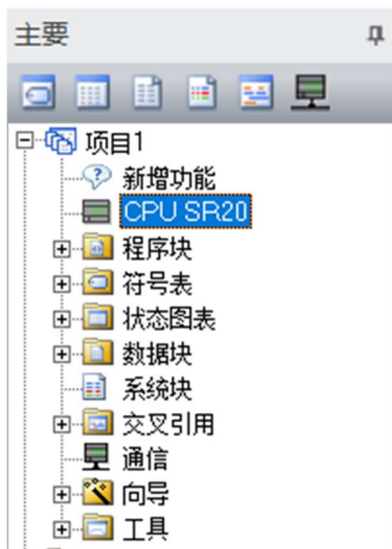 主要
项目1
新增功能
CPU SR20
程序块
符号表
状态图表
数据块
系统块
交叉引用
通信
向导
工具